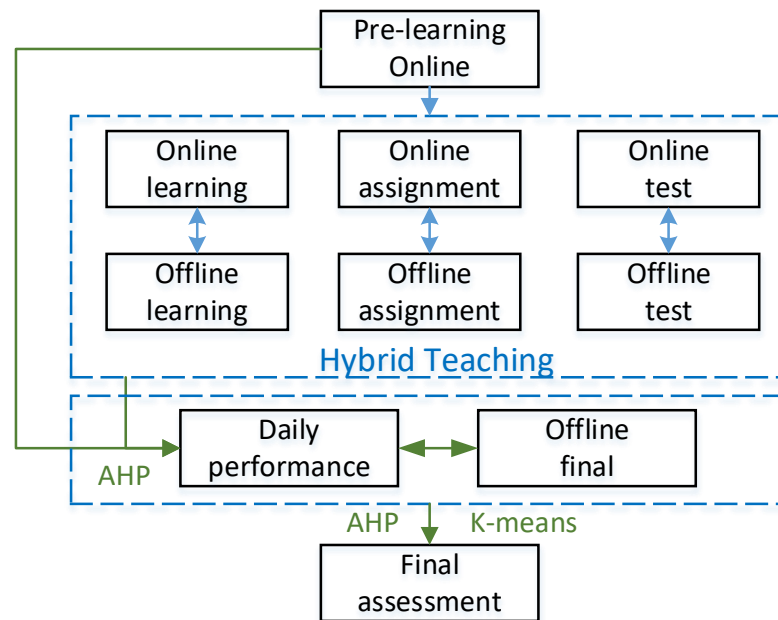 Pre-learning
Online
Online
learning
Online
assignment
Online
test
Offline
learning
Offline
assignment
Offline
test
Hybrid Teaching
Daily
performance
Offline
final
AHP
AHP
K-means
Final
assessment